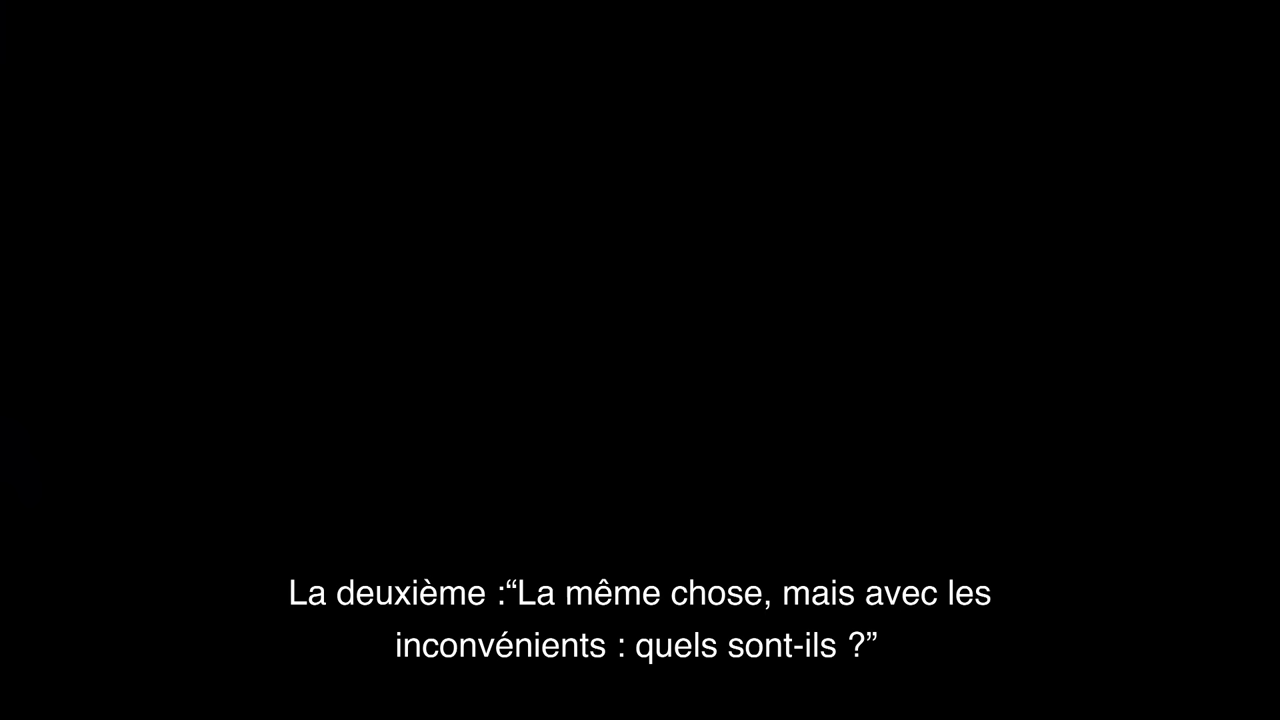 La deuxième :“La même chose, mais avec les
inconvénients : quels sont-ils ?”